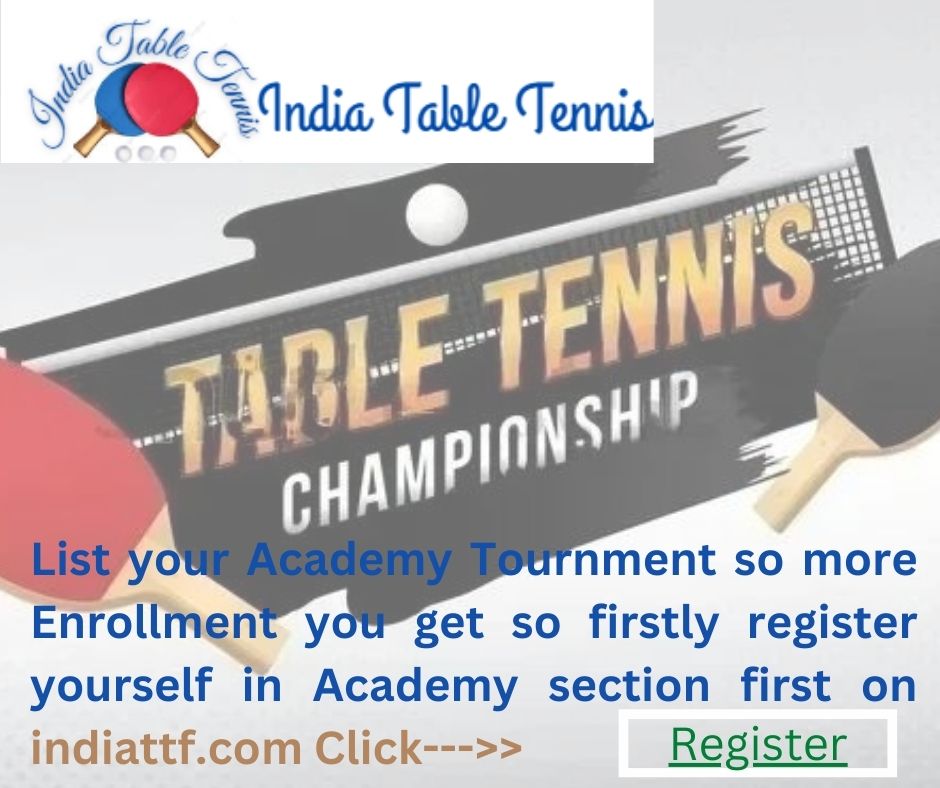 India Table Tennis
India Table Tennis
TABLE TENNIS
CHAMPIONSHIP
List your Academy Tournment so more
Enrollment you get so firstly register
yourself in Academy section first on
indiattf.com Click--->>
Register